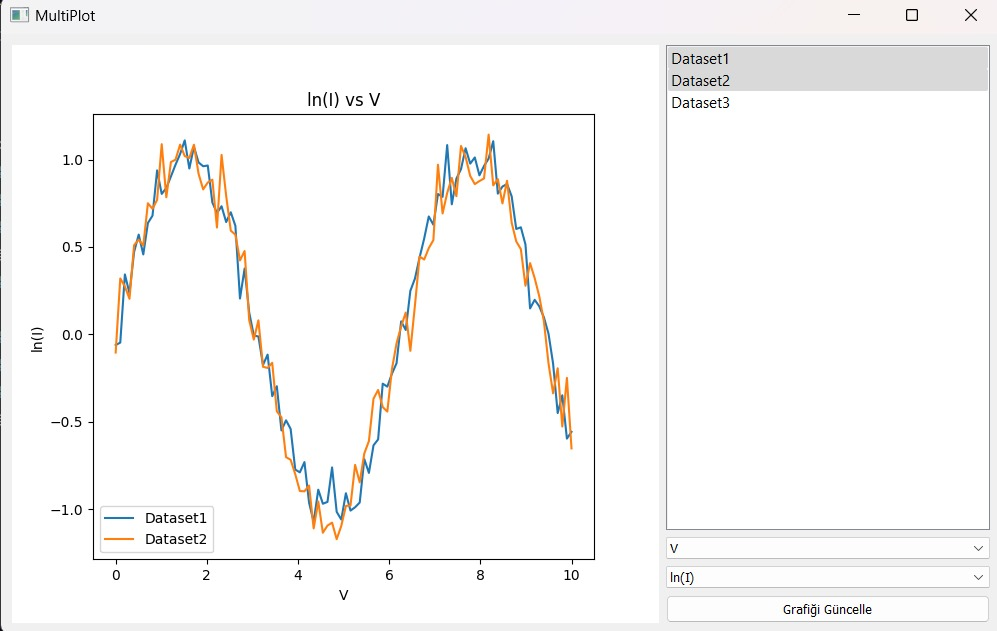 MultiPlot
ln(I) vs V
1.0
0.5
0.0
−0.5
−1.0
ln(I)
0 2 4 6 8 10
V
Dataset1
Dataset2
Dataset1
Dataset2
Dataset3
V
ln(I)
Grafiği Güncelle